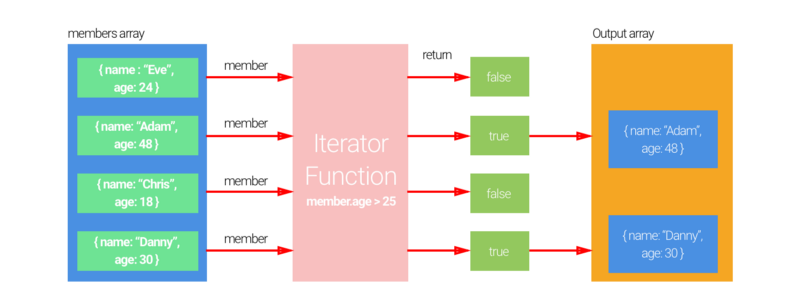 members array
{ name : “Eve”,
age: 24 }
{ name: “Adam”,
age: 48 }
{ name: “Chris”,
age: 18 }
{ name: “Danny”,
age: 30 }
member
member
member
member
Iterator
Function
member.age > 25
return
false
true
false
true
Output array
{ name: “Adam”,
age: 48 }
{ name: “Danny”,
age: 30 }